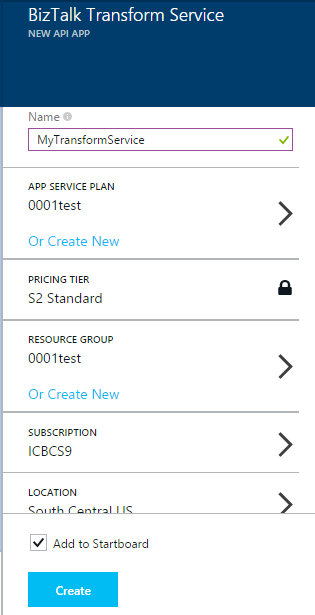 BizTalk Transform Service
NEW API APP
Name
MyTransformService
APP SERVICE PLAN
0001test
Or Create New
PRICING TIER
S2 Standard
RESOURCE GROUP
0001test
Or Create New
SUBSCRIPTION
ICBCS9
LOCATION
South Central US
Add to Startboard
Create